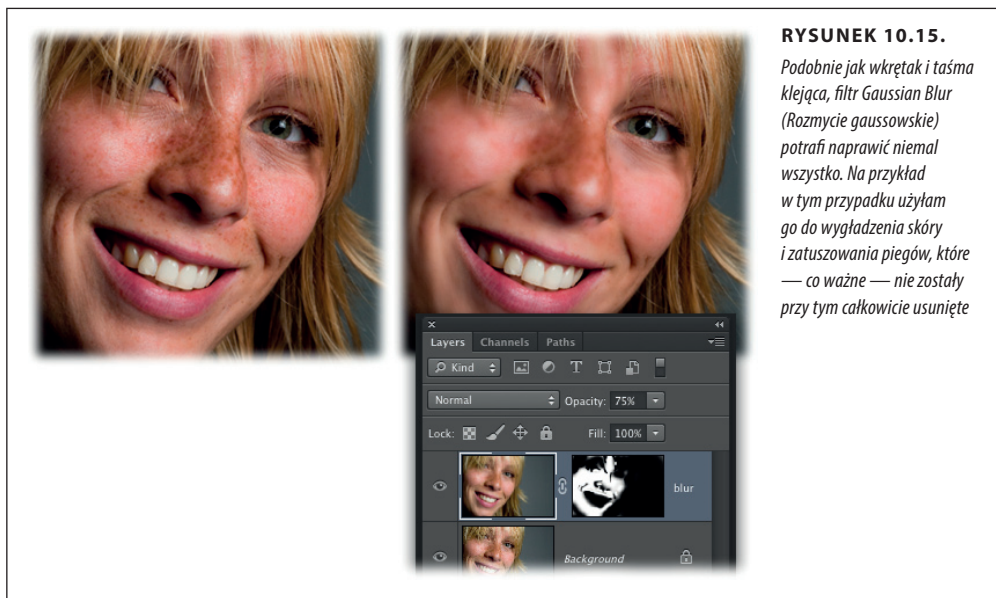 RYSUNEK 10.15.
Podobnie jak wkrętak i taśma
klejąca, filtr Gaussian Blur
(Rozmycie gaussowskie)
potrafi naprawić niemal
wszystko. Na przykład
w tym przypadku użyłam
go do wygładzenia skóry
i zatuszowania piegów, które
— co ważne — nie zostały
przy tym całkowicie usunięte
Layers Channels Paths
Kind
Normal Opacity: 75%
Lock: Fill: 100%
blur
Background